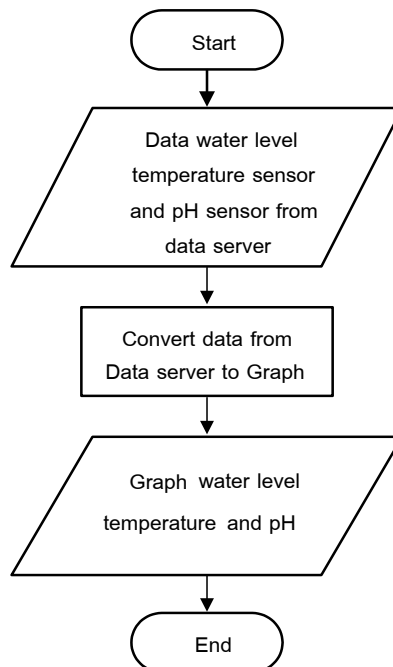 Start
Data water level
temperature sensor
and pH sensor from
data server
Convert data from
Data server to Graph
Graph water level
temperature and pH
End